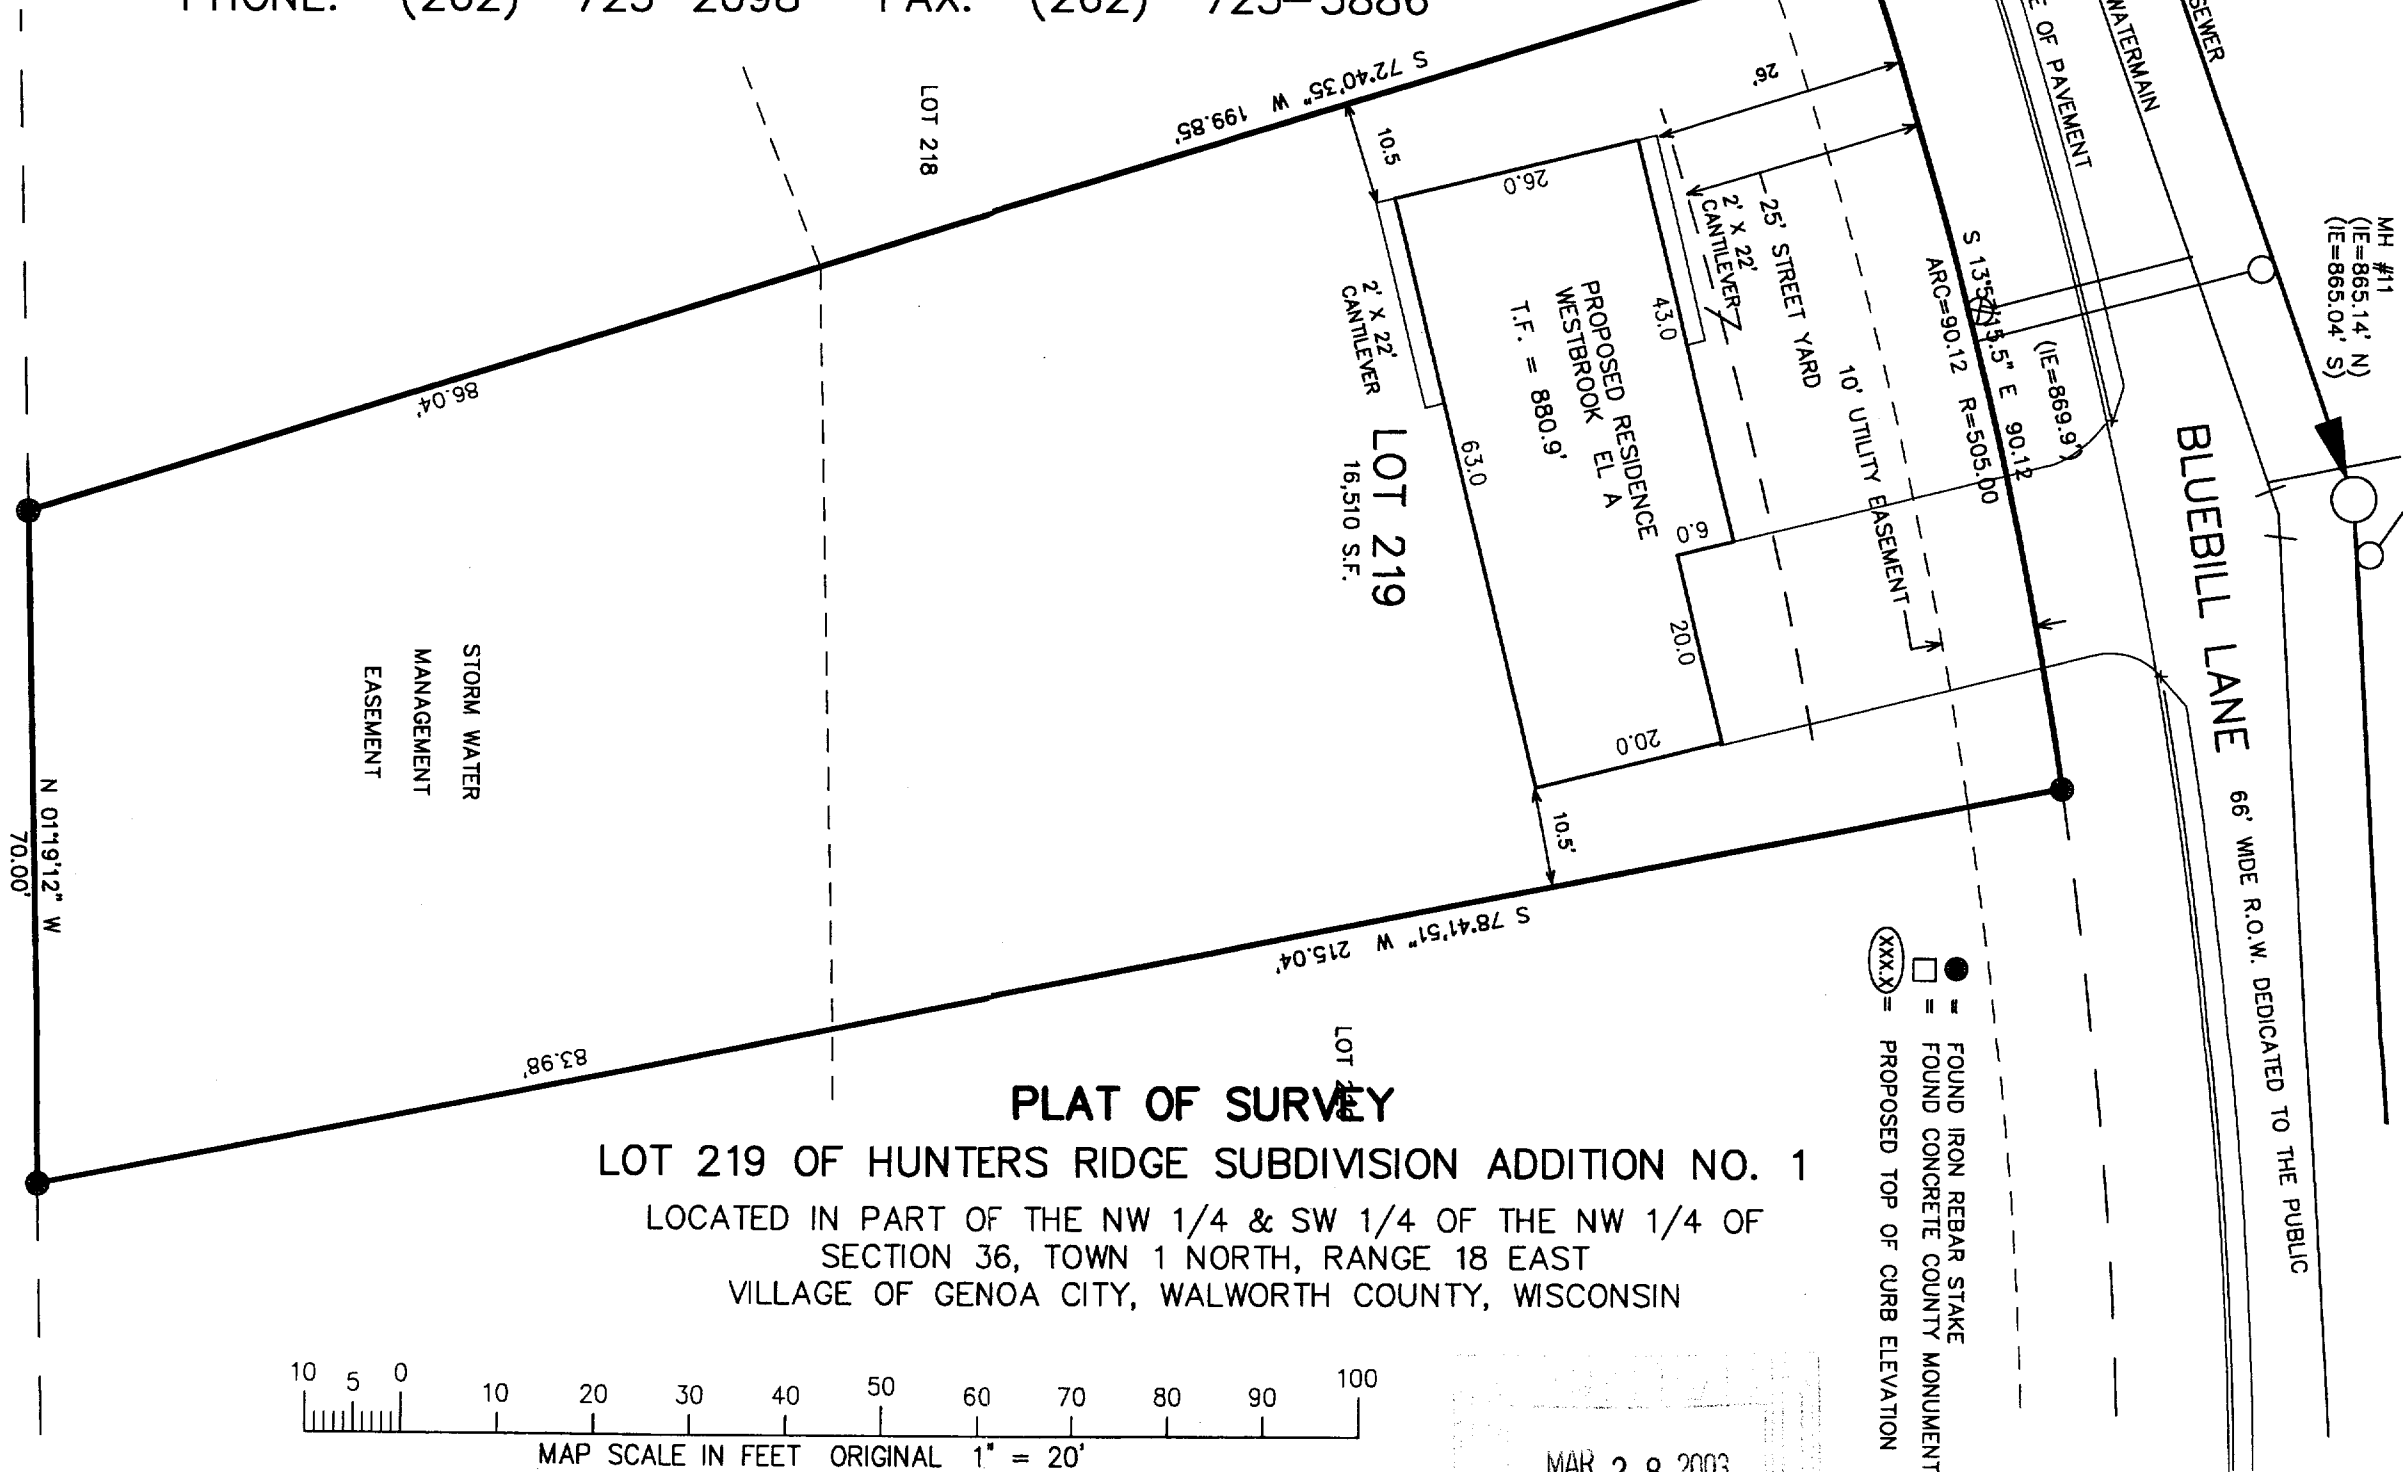 PHONE: (262) 723-2098 FAX: (262) 723-5886
SEWER
WATERMAIN
E OF PAVEMENT
S 72°40'35" W 199.85'
LOT 218
26'
10.5
26.0
2' X 22'
CANTILEVER
25' STREET YARD
10' UTILITY EASEMENT
43.0
PROPOSED RESIDENCE
WESTBROOK EL A
T.F. = 880.9'
2' X 22'
CANTILEVER
63.0
6.0
20.0
20.0
LOT 219
16,510 S.F.
10.5'
ARC=90.12 R=505.00
(IE=869.9')
MH #11
(IE=865.14' N)
(IE=865.04' S)
BLUEBILL LANE 66' WIDE R.O.W. DEDICATED TO THE PUBLIC
86.04'
STORM WATER
MANAGEMENT
EASEMENT
N 01°19'12" W
70.00'
S 78°41'51" W 215.04'
83.98'
LOT
● = FOUND IRON REBAR STAKE
□ = FOUND CONCRETE COUNTY MONUMENT
XXX.X = PROPOSED TOP OF CURB ELEVATION
PLAT OF SURVEY
LOT 219 OF HUNTERS RIDGE SUBDIVISION ADDITION NO. 1
LOCATED IN PART OF THE NW 1/4 & SW 1/4 OF THE NW 1/4 OF
SECTION 36, TOWN 1 NORTH, RANGE 18 EAST
VILLAGE OF GENOA CITY, WALWORTH COUNTY, WISCONSIN
10 5 0 10 20 30 40 50 60 70 80 90 100
MAP SCALE IN FEET ORIGINAL 1" = 20'
MAR 28 2003